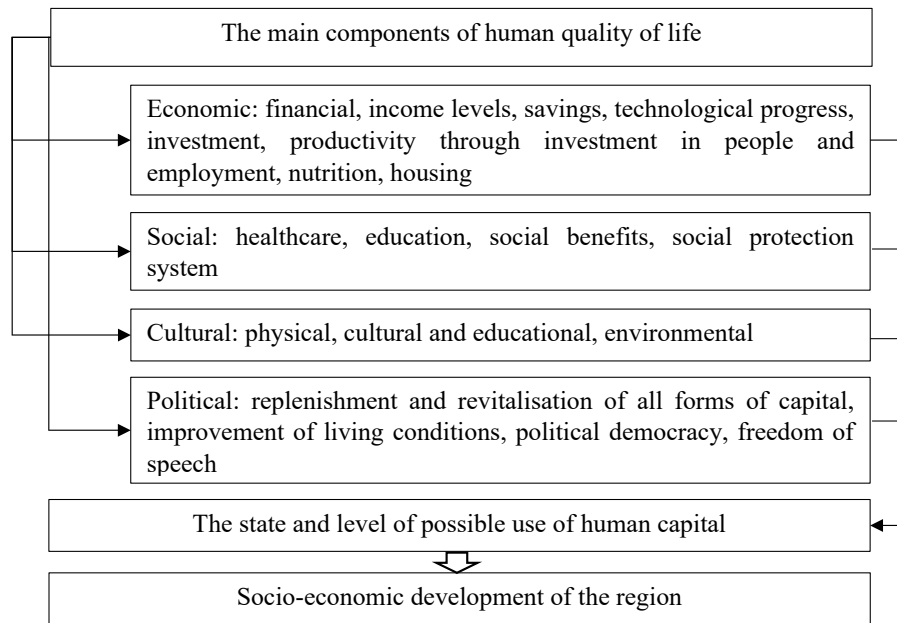 The main components of human quality of life
Economic: financial, income levels, savings, technological progress,
investment, productivity through investment in people and
employment, nutrition, housing
Social: healthcare, education, social benefits, social protection
system
Cultural: physical, cultural and educational, environmental
Political: replenishment and revitalisation of all forms of capital,
improvement of living conditions, political democracy, freedom of
speech
The state and level of possible use of human capital
Socio-economic development of the region